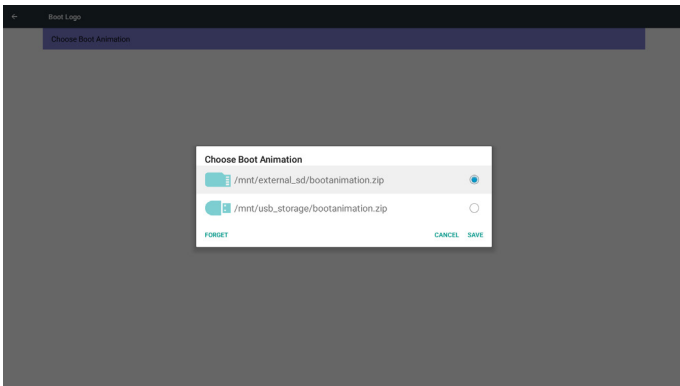 Boot Logo
Choose Boot Animation
Choose Boot Animation
/mnt/external_sd/bootanimation.zip
/mnt/usb_storage/bootanimation.zip
FORGET CANCEL SAVE